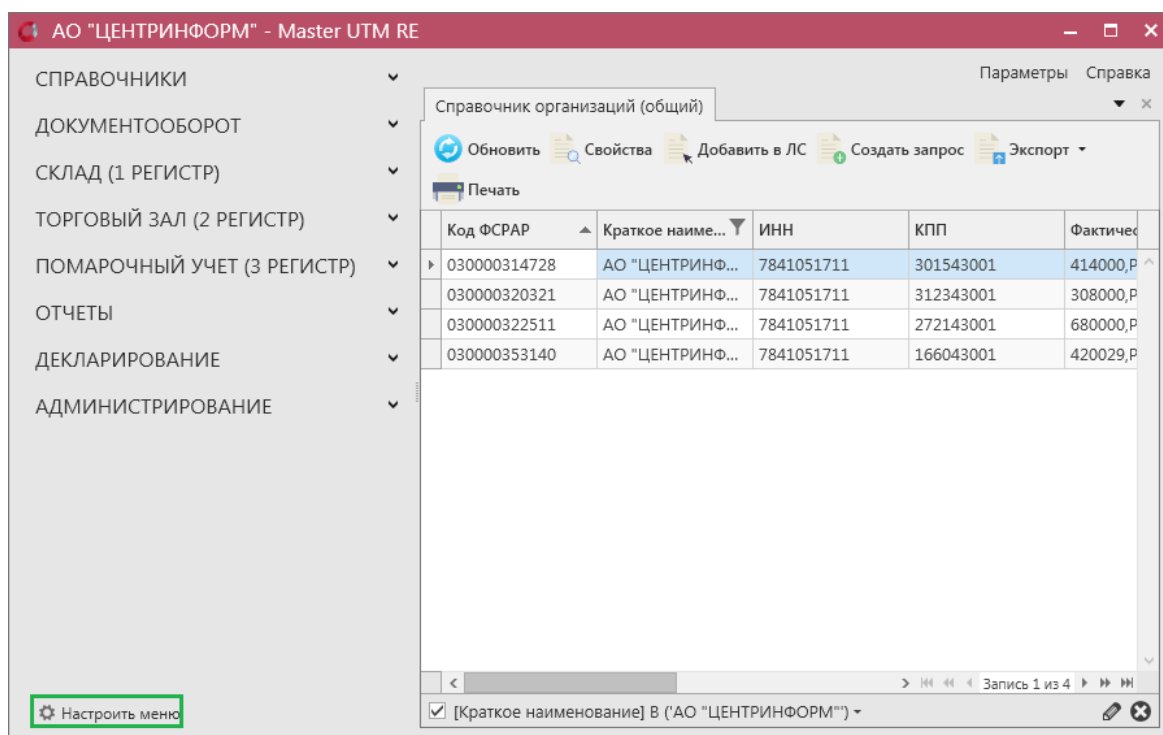 АО "ЦЕНТРИНФОРМ" - Master UTM RE
СПРАВОЧНИКИ
ДОКУМЕНТООБОРОТ
СКЛАД (1 РЕГИСТР)
ТОРГОВЫЙ ЗАЛ (2 РЕГИСТР)
ПОМАРОЧНЫЙ УЧЕТ (3 РЕГИСТР)
ОТЧЕТЫ
ДЕКЛАРИРОВАНИЕ
АДМИНИСТРИРОВАНИЕ
Настроить меню
Параметры Справка
Справочник организаций (общий)
Обновить Свойства Добавить в ЛС Создать запрос Экспорт
Печать
Код ФСРАР Краткое наиме... ИНН КПП Фактичес
030000314728 АО "ЦЕНТРИНФ... 7841051711 301543001 414000,Р
030000320321 АО "ЦЕНТРИНФ... 7841051711 312343001 308000,Р
030000322511 АО "ЦЕНТРИНФ... 7841051711 272143001 680000,Р
030000353140 АО "ЦЕНТРИНФ... 7841051711 166043001 420029,Р
Запись 1 из 4
[Краткое наименование] В ('АО "ЦЕНТРИНФОРМ"')